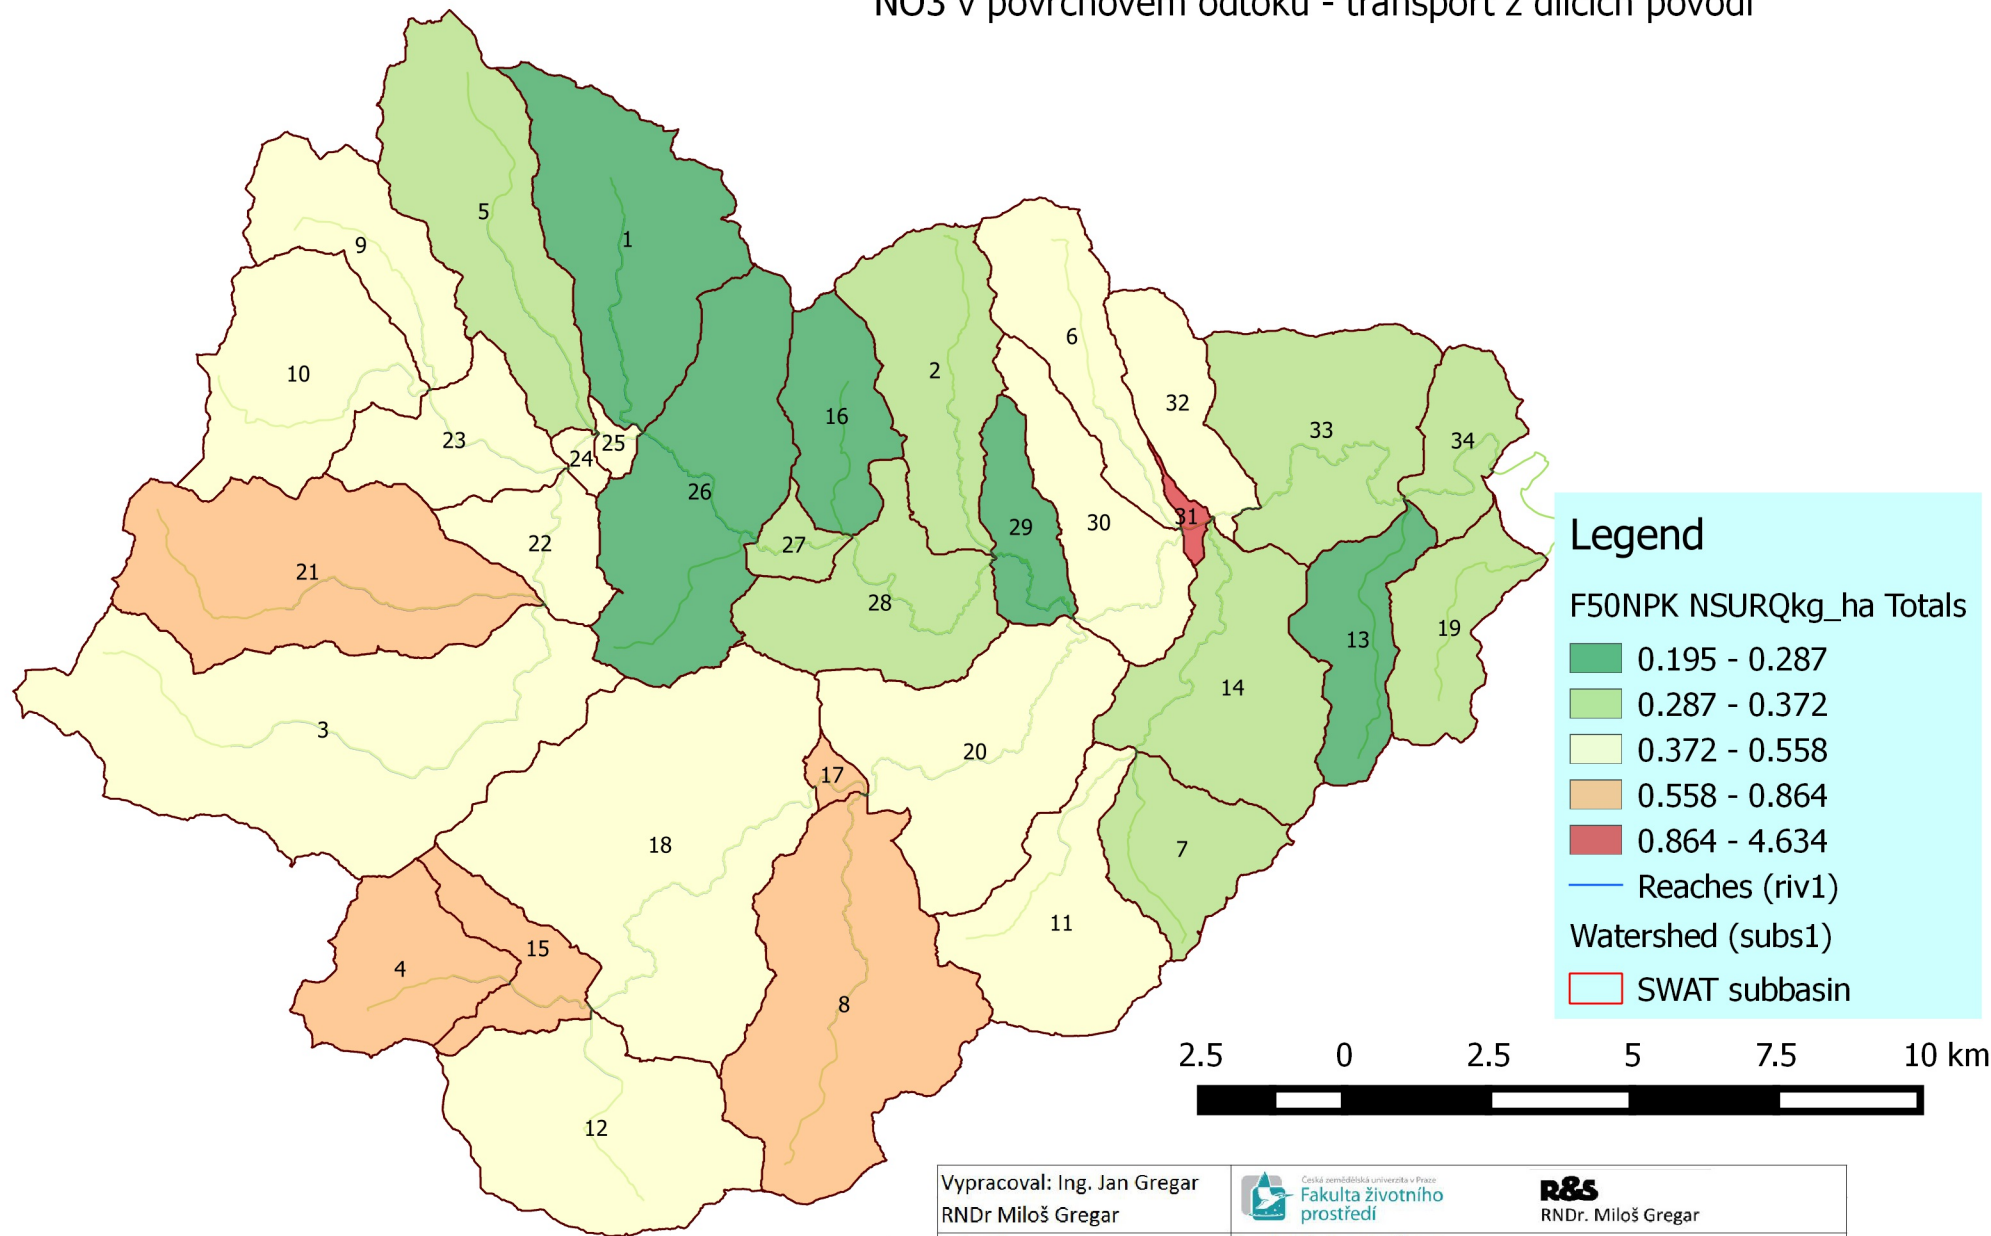 NO3 v povrchovém odtoku - transport z dílčích povodí
5
1
9
6
10
2
32
16
33
34
23
25
24
26
31
30
29
22
27
21
28
19
13
14
3
20
17
18
7
11
15
4
8
12
Legend
F50NPK NSURQkg_ha Totals
0.195 - 0.287
0.287 - 0.372
0.372 - 0.558
0.558 - 0.864
0.864 - 4.634
Reaches (riv1)
Watershed (subs1)
SWAT subbasin
2.5 0 2.5 5 7.5 10 km
Vypracoval: Ing. Jan Gregar
RNDr Miloš Gregar
Česká zemědělská univerzita v Praze
Fakulta životního
prostředí
R&S
RNDr. Miloš Gregar